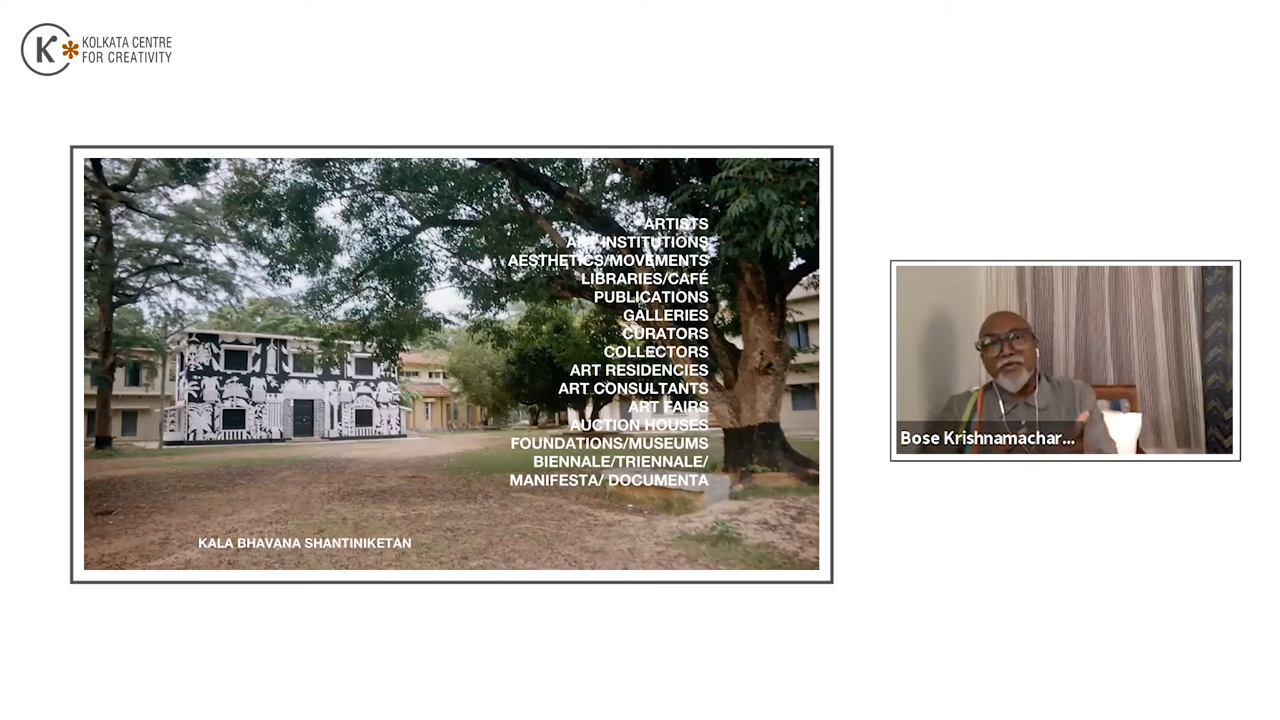 K*
KOLKATA CENTRE
FOR CREATIVITY
ARTISTS
ART INSTITUTIONS
AESTHETICS/MOVEMENTS
LIBRARIES/CAFÉ
PUBLICATIONS
GALLERIES
CURATORS
COLLECTORS
ART RESIDENCIES
ART CONSULTANTS
ART FAIRS
AUCTION HOUSES
FOUNDATIONS/MUSEUMS
BIENNALE/TRIENNALE/
MANIFESTA/ DOCUMENTA
KALA BHAVANA SHANTINIKETAN
Bose Krishnamachar...